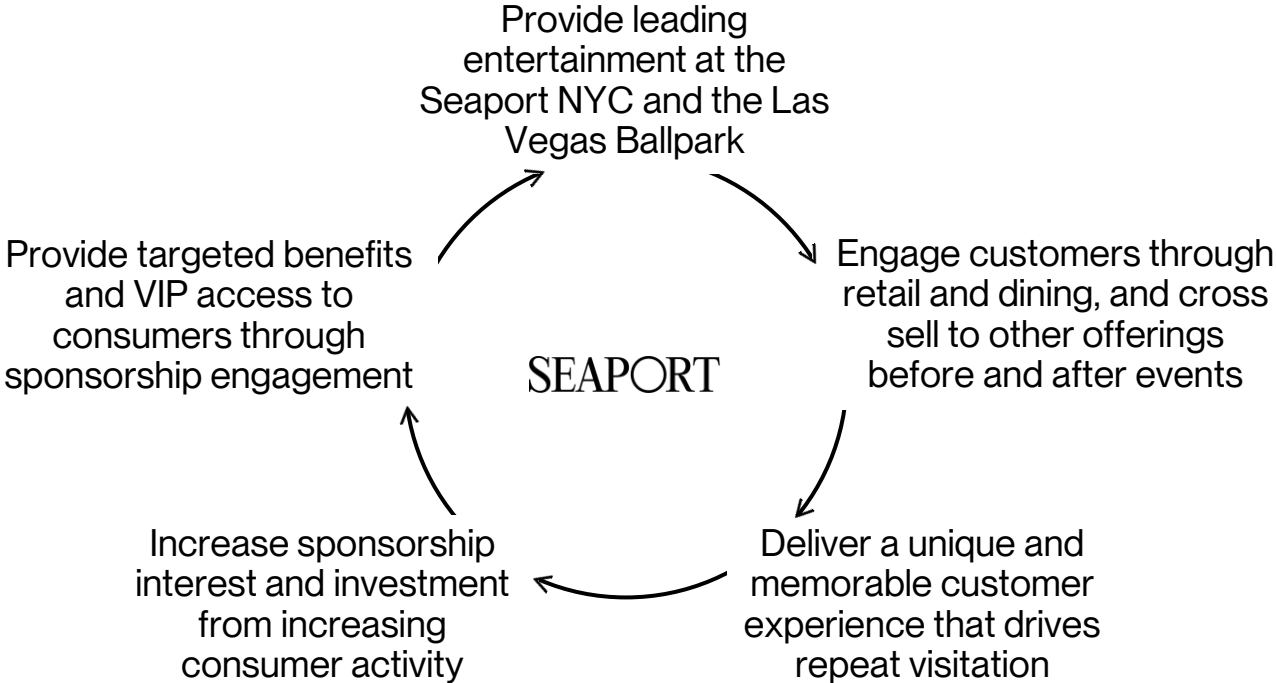 Provide leading
entertainment at the
Seaport NYC and the Las
Vegas Ballpark
Engage customers through
retail and dining, and cross
sell to other offerings
before and after events
Deliver a unique and
memorable customer
experience that drives
repeat visitation
Increase sponsorship
interest and investment
from increasing
consumer activity
Provide targeted benefits
and VIP access to
consumers through
sponsorship engagement
SEAPORT